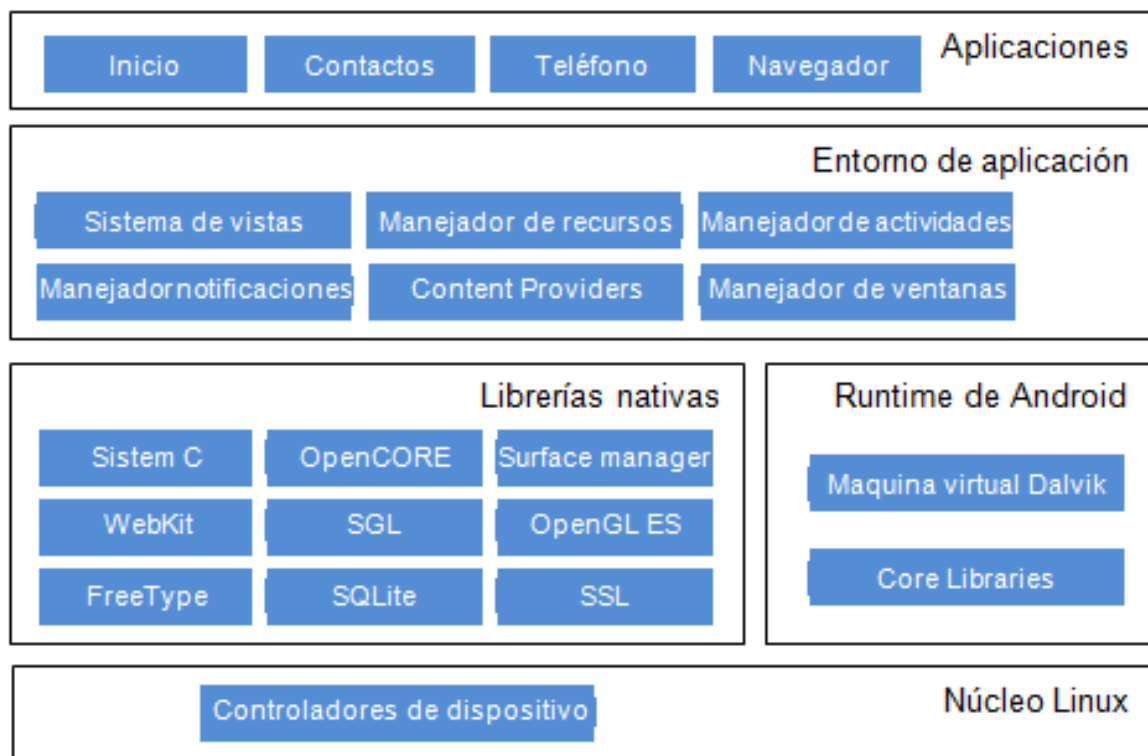 Aplicaciones
Inicio
Contactos
Teléfono
Navegador
Entorno de aplicación
Sistema de vistas
Manejador de recursos
Manejador de actividades
Manejador notificaciones
Content Providers
Manejador de ventanas
Librerías nativas
Sistem C
OpenCORE
Surface manager
WebKit
SGL
OpenGL ES
FreeType
SQLite
SSL
Runtime de Android
Maquina virtual Dalvik
Core Libraries
Núcleo Linux
Controladores de dispositivo